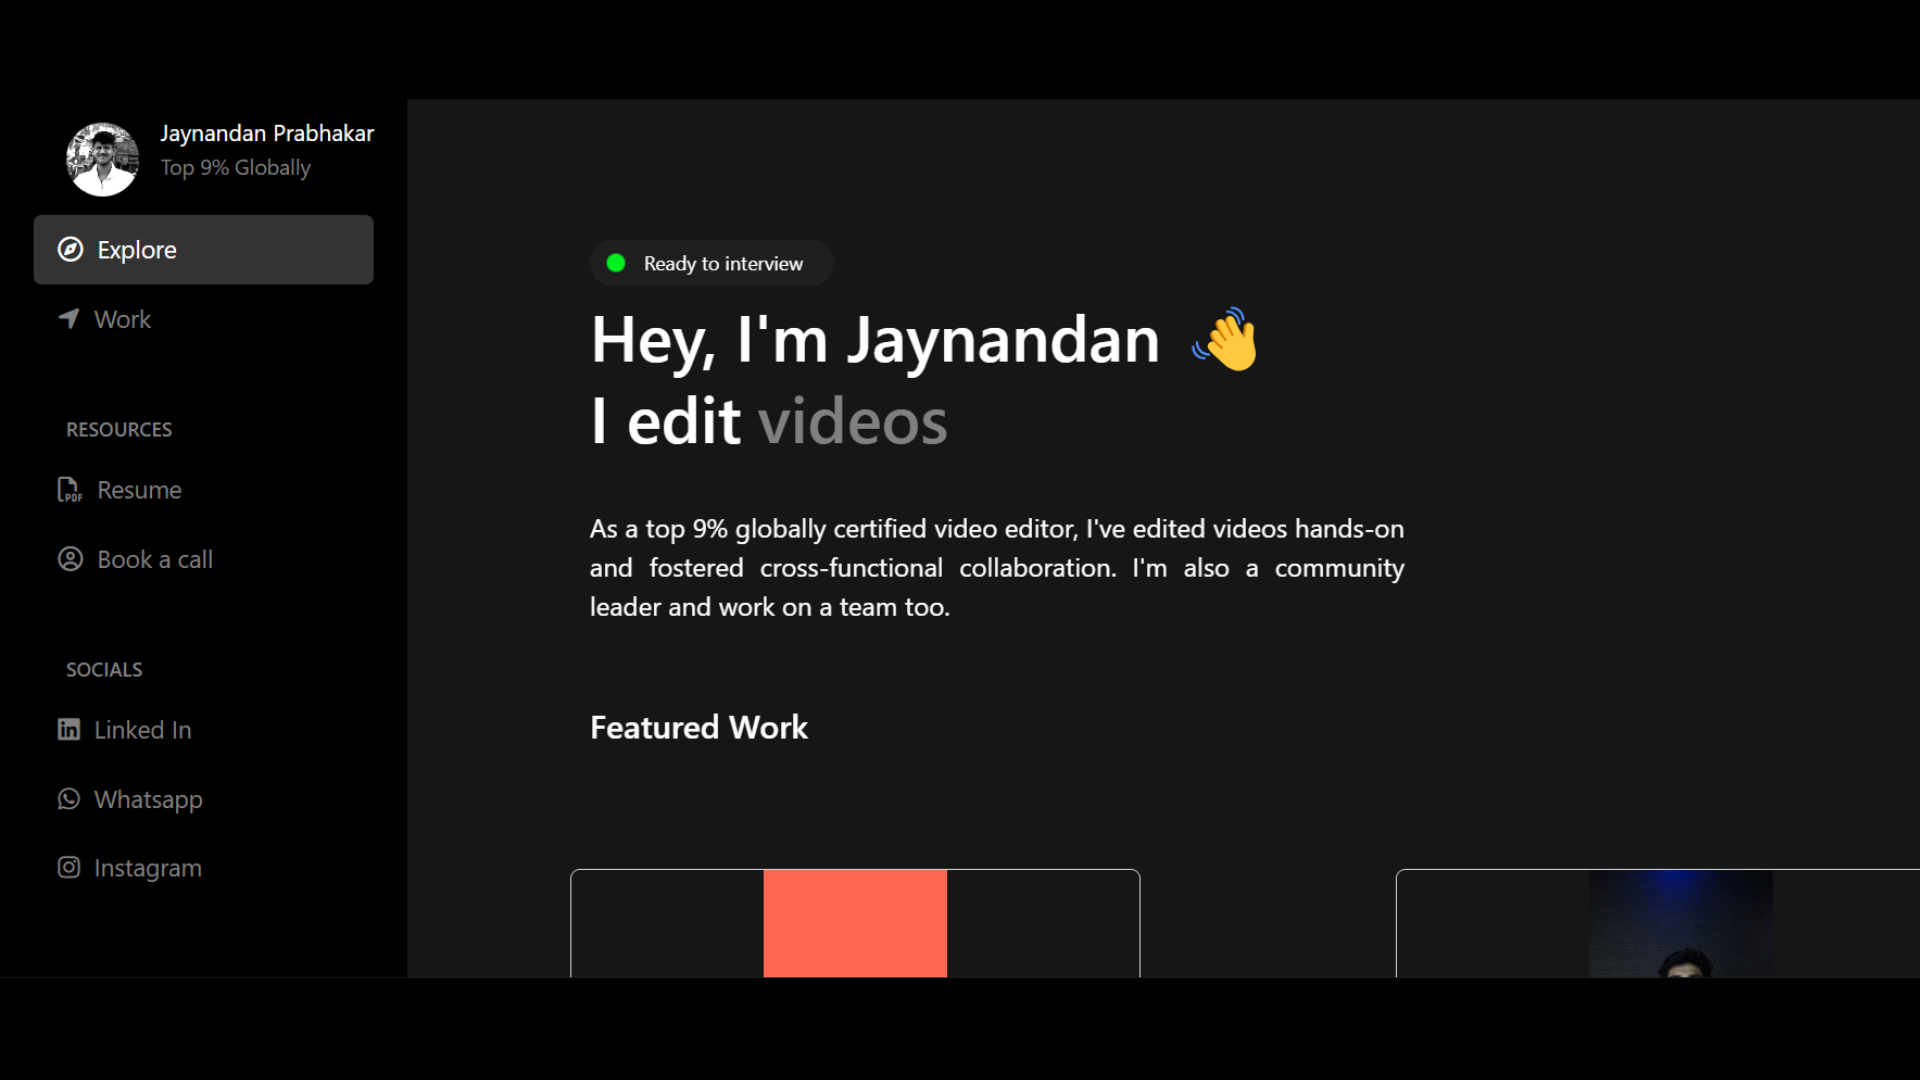 Jaynandan Prabhakar
Top 9% Globally
Explore
Work
RESOURCES
PDF
Resume
Book a call
SOCIALS
in
Linked In
Whatsapp
Instagram
Ready to interview
Hey, I'm Jaynandan 👋
I edit videos
As a top 9% globally certified video editor, I've edited videos hands-on
and fostered cross-functional collaboration. I'm also a community
leader and work on a team too.
Featured Work